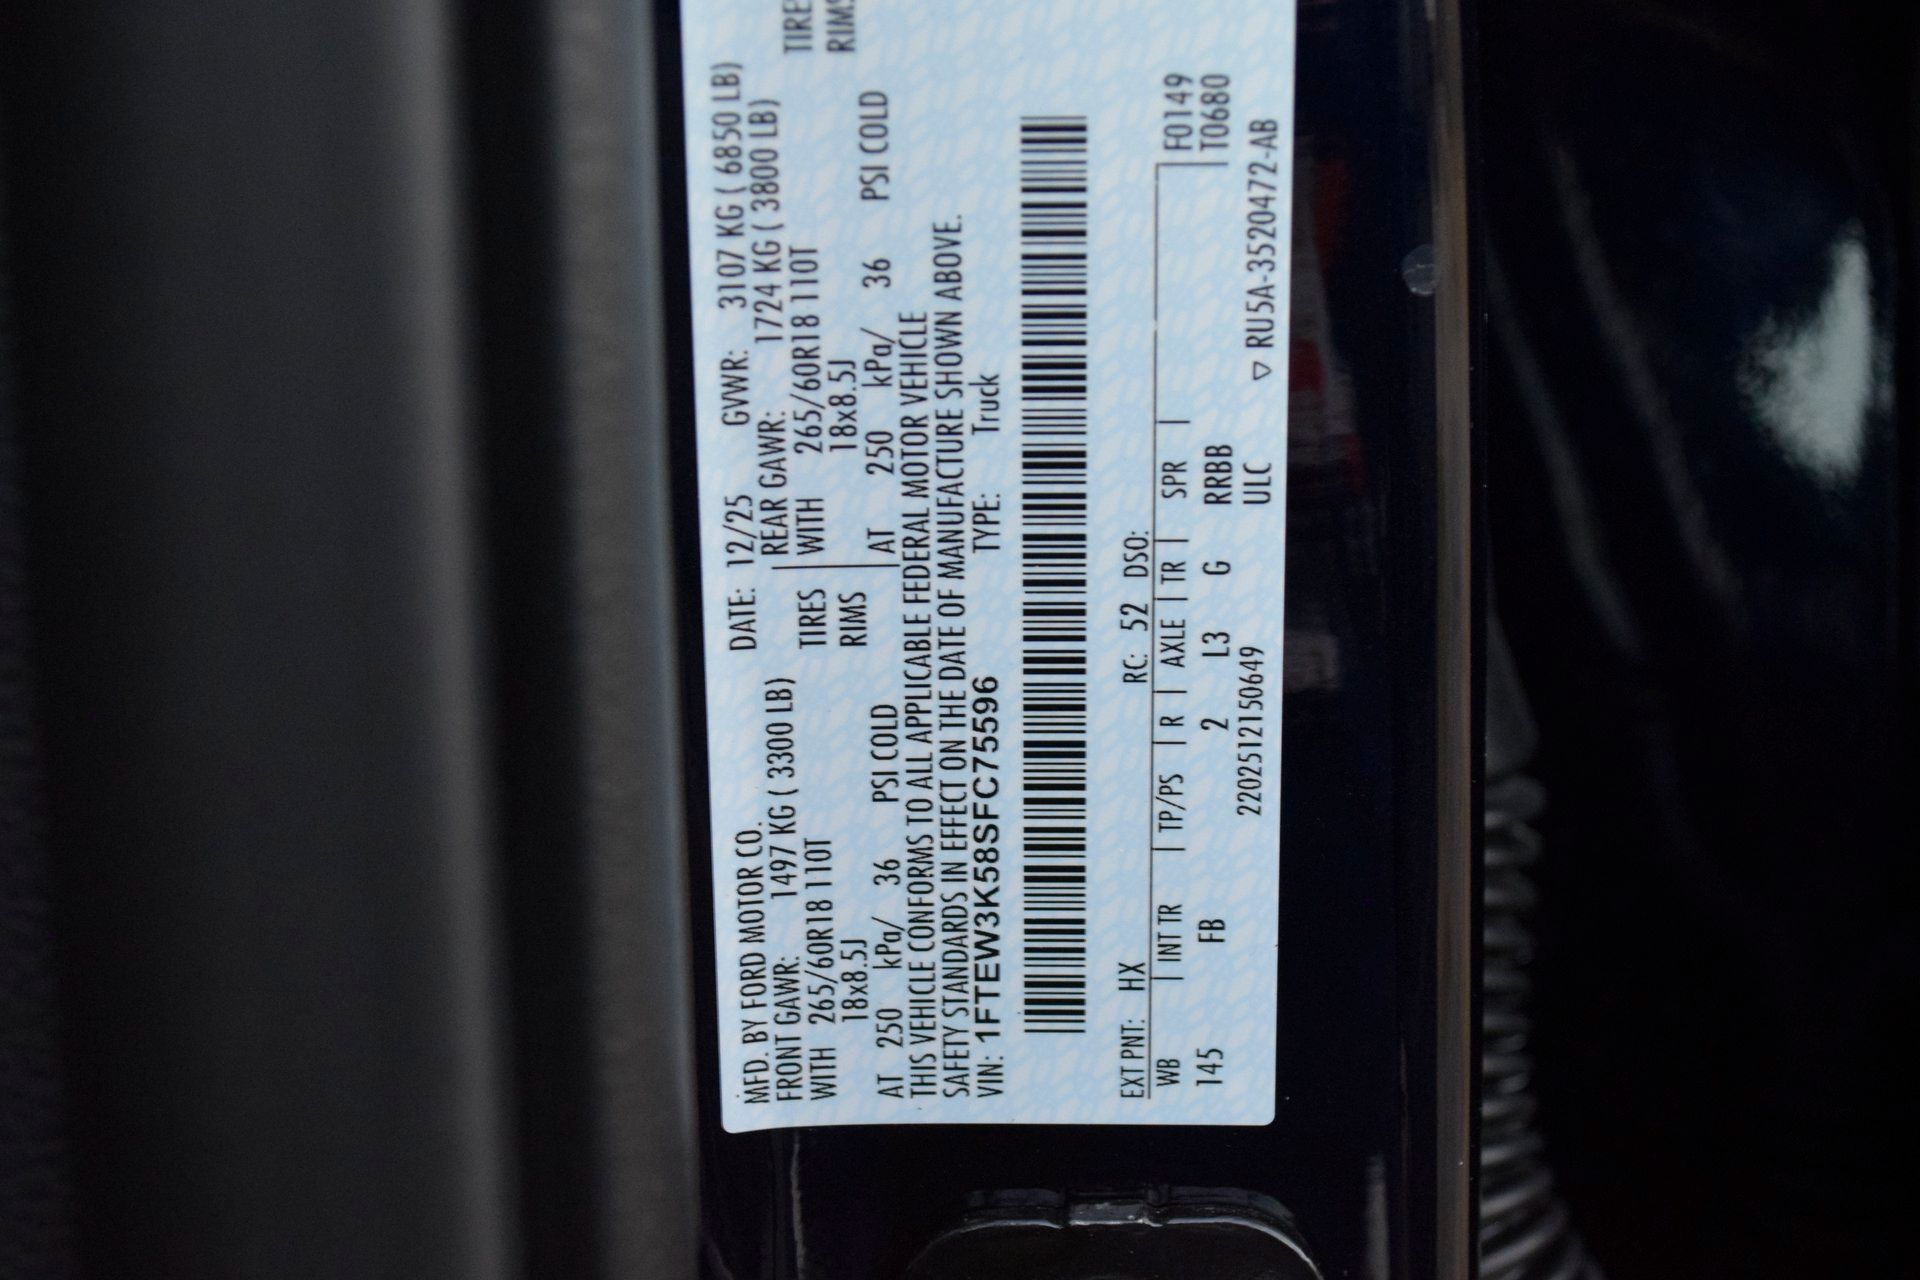 MFD. BY FORD MOTOR CO. DATE: 12/25 GVWR: 3107 KG ( 6850 LB)
FRONT GAWR: 1497 KG ( 3300 LB) REAR GAWR: 1724 KG ( 3800 LB)
WITH 265/60R18 110T TIRES WITH 265/60R18 110T TIRES
18x8.5J RIMS 18x8.5J RIMS
AT 250 kPa/ 36 PSI COLD AT 250 kPa/ 36 PSI COLD
THIS VEHICLE CONFORMS TO ALL APPLICABLE FEDERAL MOTOR VEHICLE
SAFETY STANDARDS IN EFFECT ON THE DATE OF MANUFACTURE SHOWN ABOVE.
VIN: 1FTEW3K58SFC75596 TYPE: Truck
EXT PNT: HX RC: 52 DSO:
WB | INT TR | TP/PS | R | AXLE | TR | SPR | F0149
145 FB 2 L3 G RRBB T0680
220251215064​9 ULC ▽ RU5A-3520472-AB